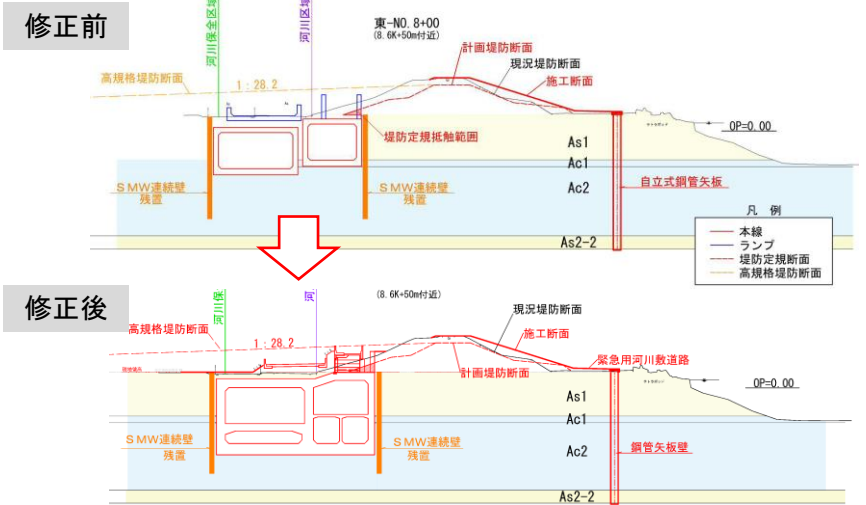 修正前
河川保全区域
河川区域
東-NO.8+00
(8.6K+50m付近)
計画堤防断面
現況堤防断面
施工断面
高規格堤防断面
1:28.2
堤防定規抵触範囲
OP=0.00
As1
Ac1
Ac2
As2-2
SMW連続壁
残置
SMW連続壁
残置
自立式鋼管矢板
凡 例
本線
ランプ
堤防定規断面
高規格堤防断面
修正後
河川保
河
(8.6K+50m付近)
現況堤防断面
施工断面
高規格堤防断面
1:28.2
計画堤防断面
緊急用河川敷道路
OP=0.00
As1
Ac1
Ac2
As2-2
SMW連続壁
残置
SMW連続壁
残置
鋼管矢板壁